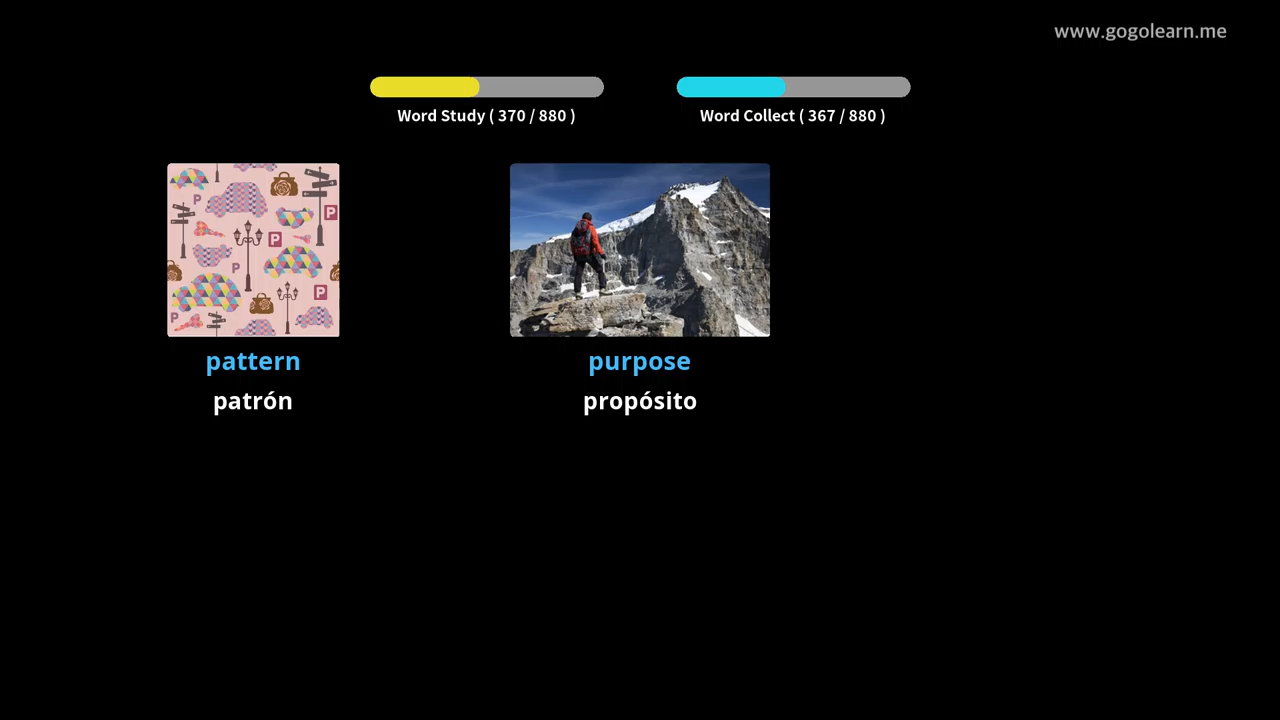 www.gogolearn.me
Word Study ( 370 / 880 )
Word Collect ( 367 / 880 )
P
P
P
P
P
P
pattern
purpose
patrón
propósito